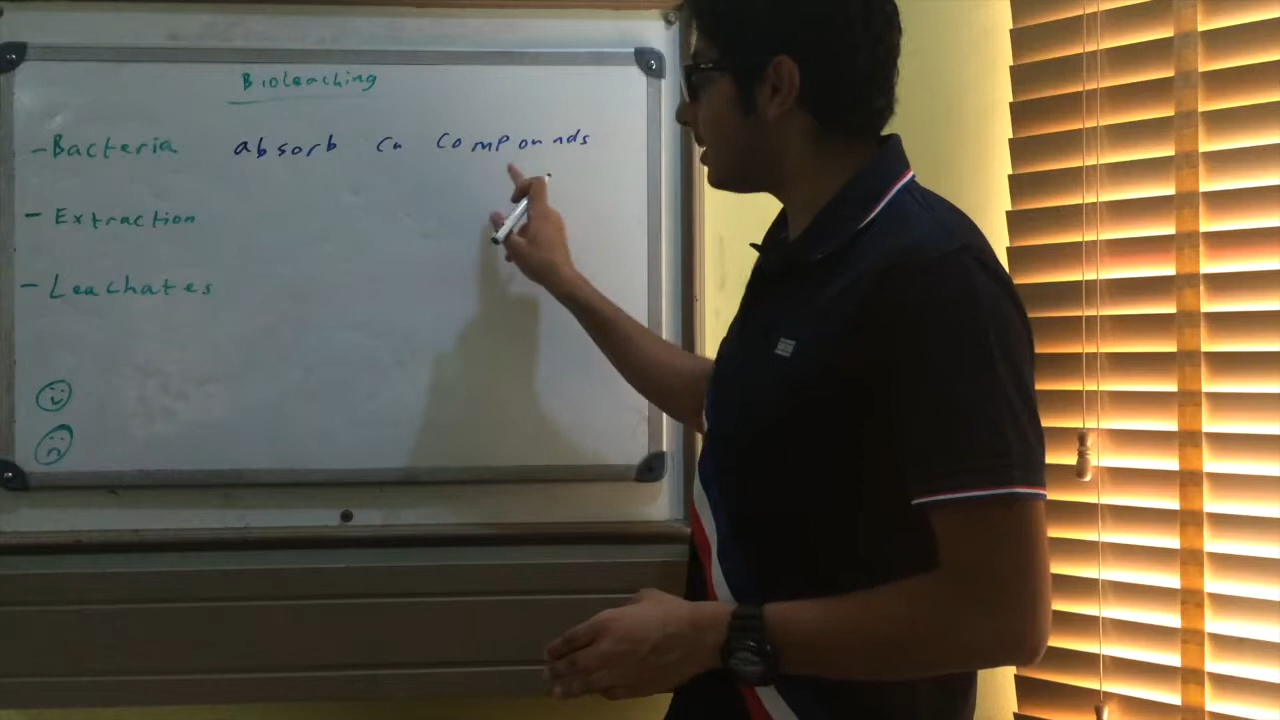 Bioleaching
- Bacteria absorb Cu compounds
- Extraction
- Leachates